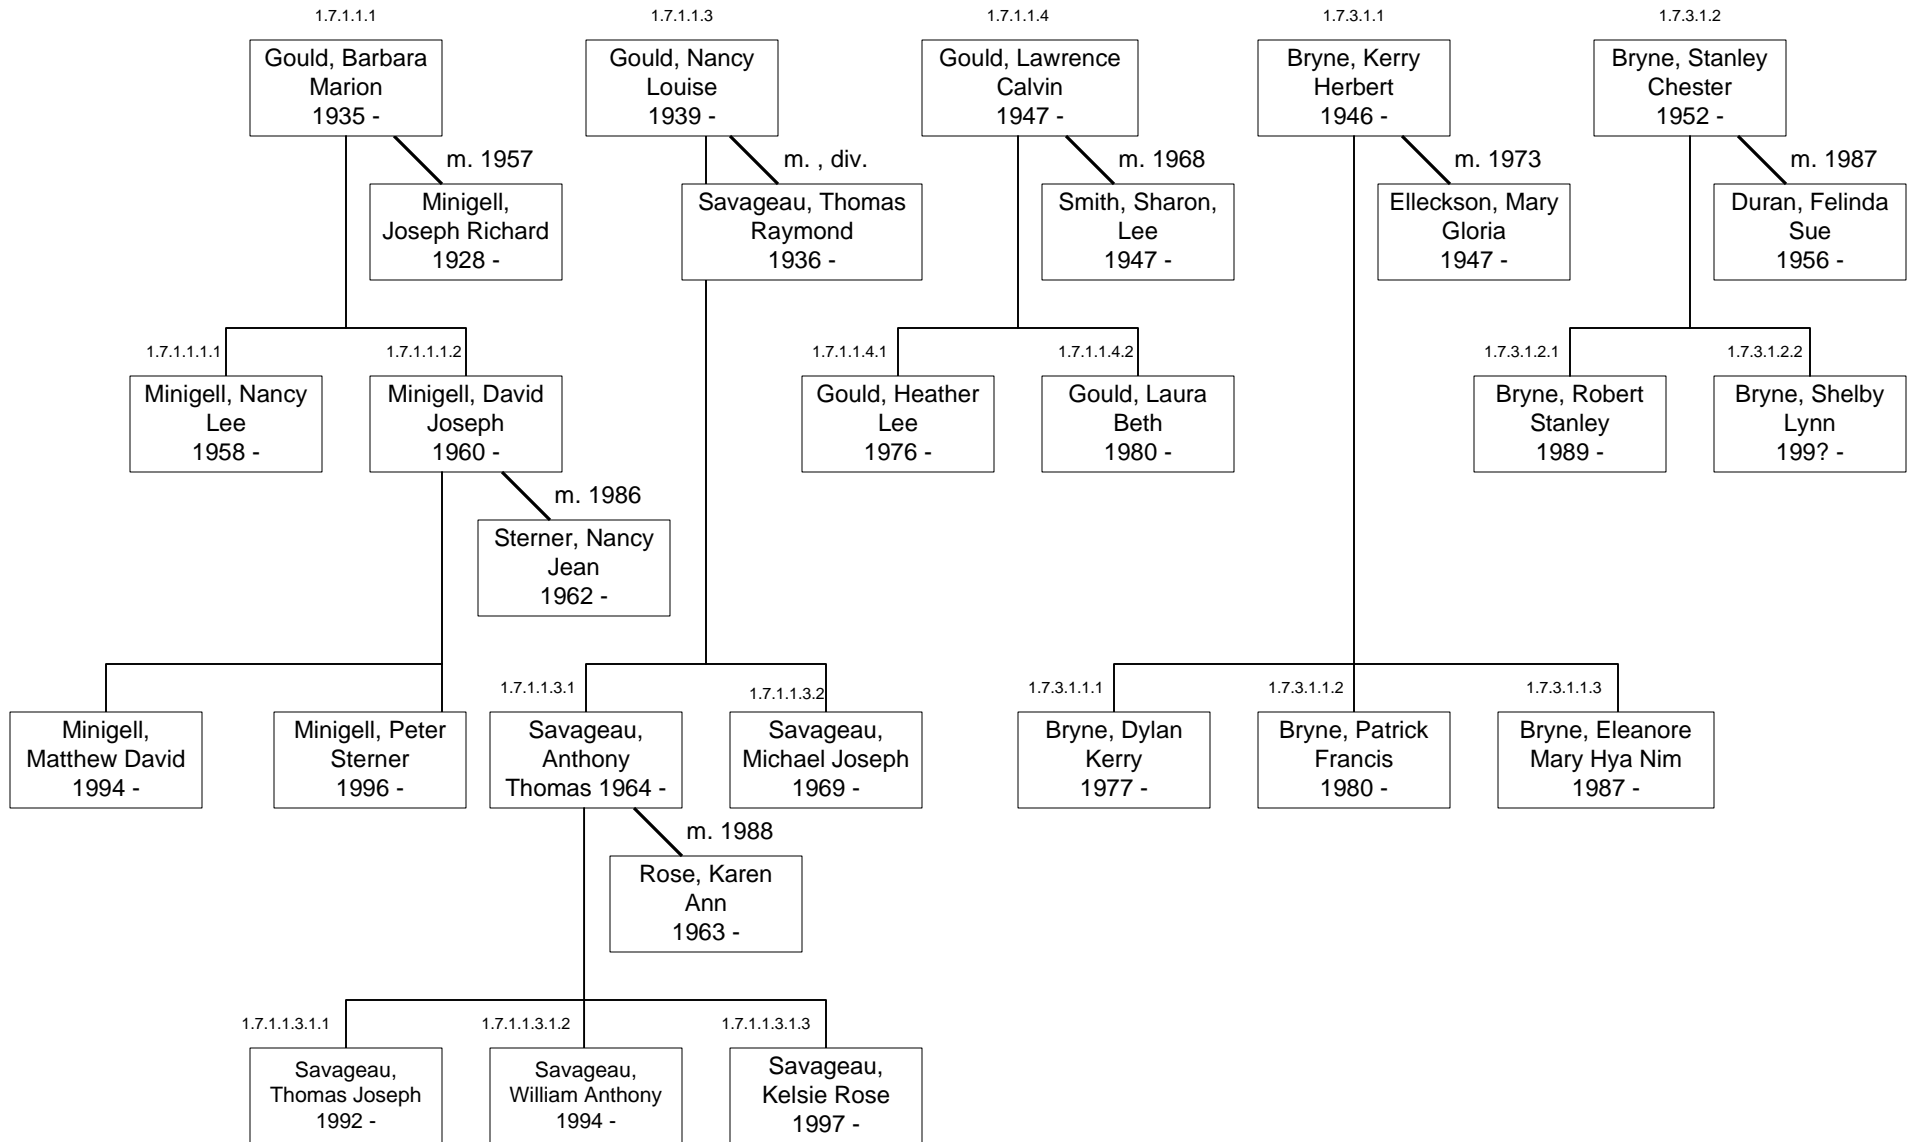 1.7.1.1.1
1.7.1.1.3
1.7.1.1.4
1.7.3.1.1
1.7.3.1.2
Gould, Barbara
Marion
1935 -
Gould, Nancy
Louise
1939 -
Gould, Lawrence
Calvin
1947 -
Bryne, Kerry
Herbert
1946 -
Bryne, Stanley
Chester
1952 -
m. 1957
m. , div.
m. 1968
m. 1973
m. 1987
Minigell,
Joseph Richard
1928 -
Savageau, Thomas
Raymond
1936 -
Smith, Sharon,
Lee
1947 -
Elleckson, Mary
Gloria
1947 -
Duran, Felinda
Sue
1956 -
1.7.1.1.1.1
1.7.1.1.1.2
1.7.1.1.4.1
1.7.1.1.4.2
1.7.3.1.2.1
1.7.3.1.2.2
Minigell, Nancy
Lee
1958 -
Minigell, David
Joseph
1960 -
Gould, Heather
Lee
1976 -
Gould, Laura
Beth
1980 -
Bryne, Robert
Stanley
1989 -
Bryne, Shelby
Lynn
199? -
m. 1986
Sterner, Nancy
Jean
1962 -
1.7.1.1.3.1
1.7.1.1.3.2
1.7.3.1.1.1
1.7.3.1.1.2
1.7.3.1.1.3
Minigell,
Matthew David
1994 -
Minigell, Peter
Sterner
1996 -
Savageau,
Anthony
Thomas 1964 -
Savageau,
Michael Joseph
1969 -
Bryne, Dylan
Kerry
1977 -
Bryne, Patrick
Francis
1980 -
Bryne, Eleanore
Mary Hya Nim
1987 -
m. 1988
Rose, Karen
Ann
1963 -
1.7.1.1.3.1.1
1.7.1.1.3.1.2
1.7.1.1.3.1.3
Savageau,
Thomas Joseph
1992 -
Savageau,
William Anthony
1994 -
Savageau,
Kelsie Rose
1997 -